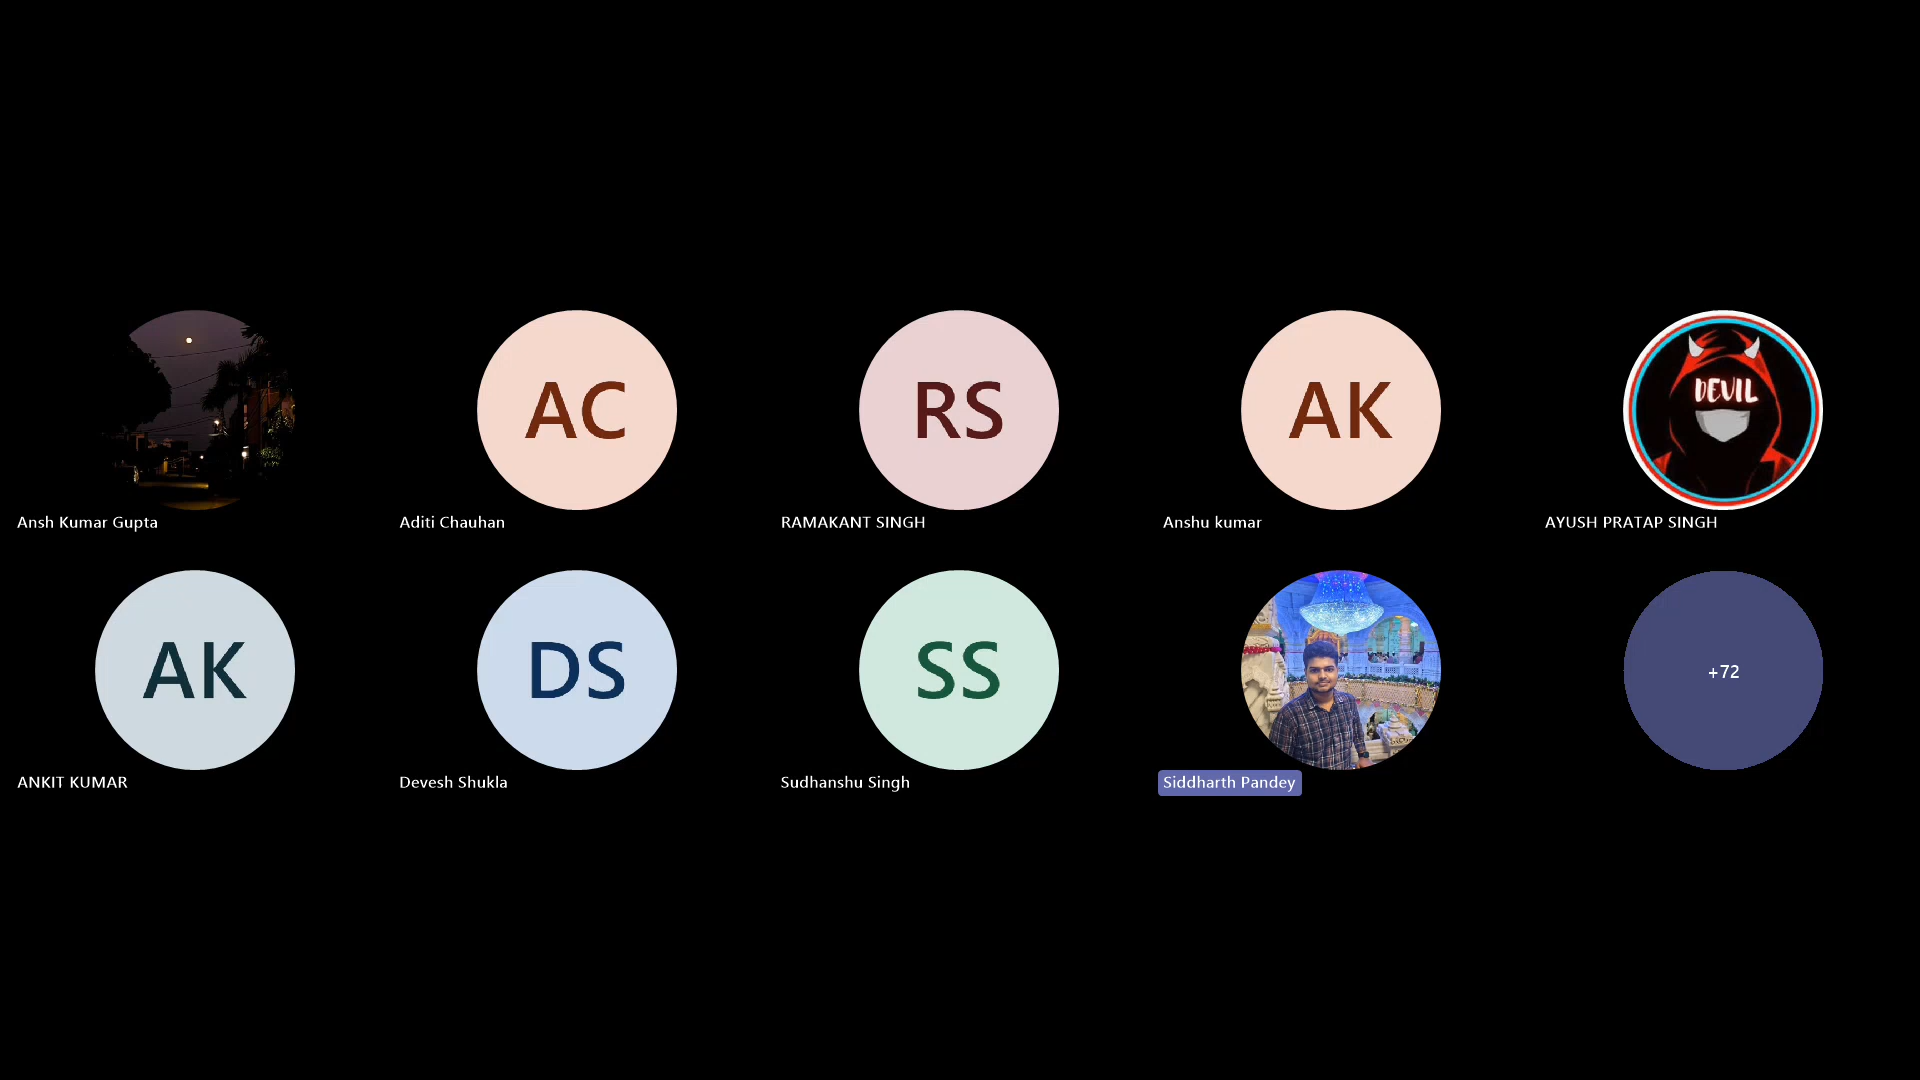 AC
RS
AK
DEVIL
Ansh Kumar Gupta
Aditi Chauhan
RAMAKANT SINGH
Anshu kumar
AYUSH PRATAP SINGH
AK
DS
SS
+72
ANKIT KUMAR
Devesh Shukla
Sudhanshu Singh
Siddharth Pandey